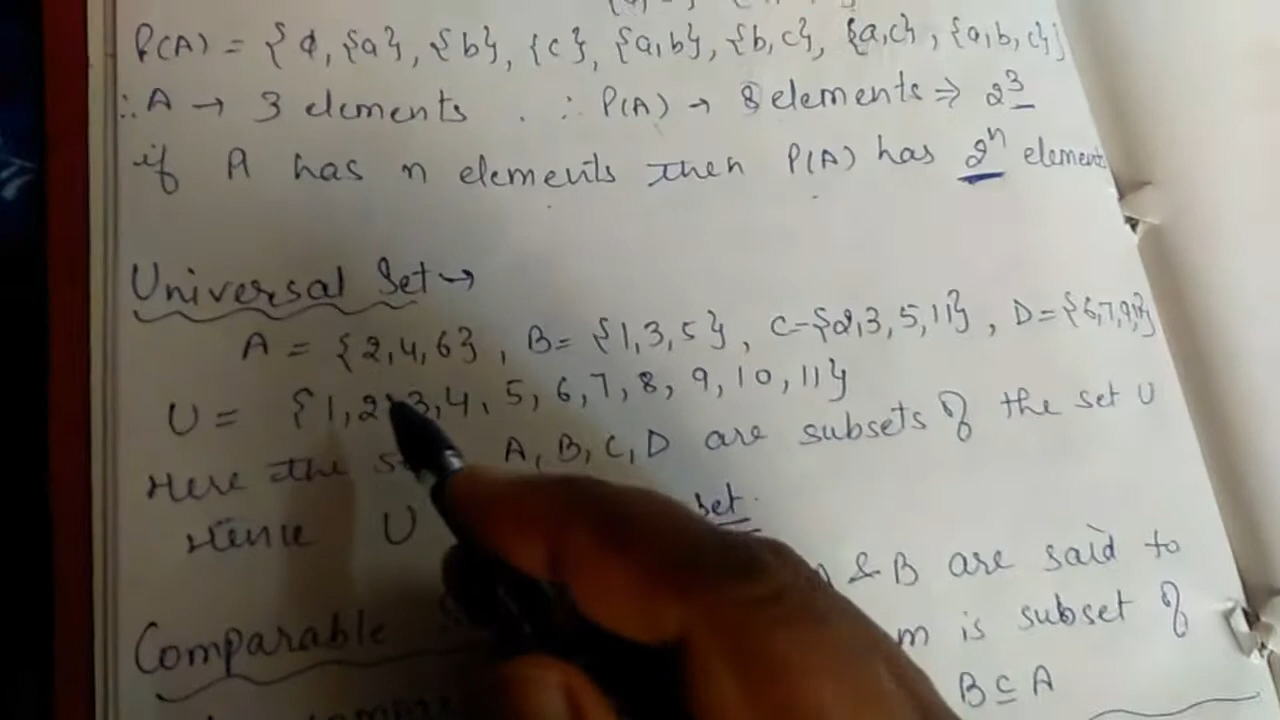 P(A) = {φ, {a}, {b}, {c}, {a,b}, {b,c}, {a,c}, {a,b,c}}
∴ A → 3 elements . ∴ P(A) → 8 elements ⇒ 2³
if A has n elements then P(A) has 2ⁿ element
Universal Set →
A = {2,4,6}, B = {1,3,5}, C = {2,3,5,11}, D = {6,7,9,11}
U = {1,2,3,4,5,6,7,8,9,10,11}
Here the A, B, C, D are subsets of the set U
Hence U set.
Comparable & B are said to
is subset of
B ⊆ A